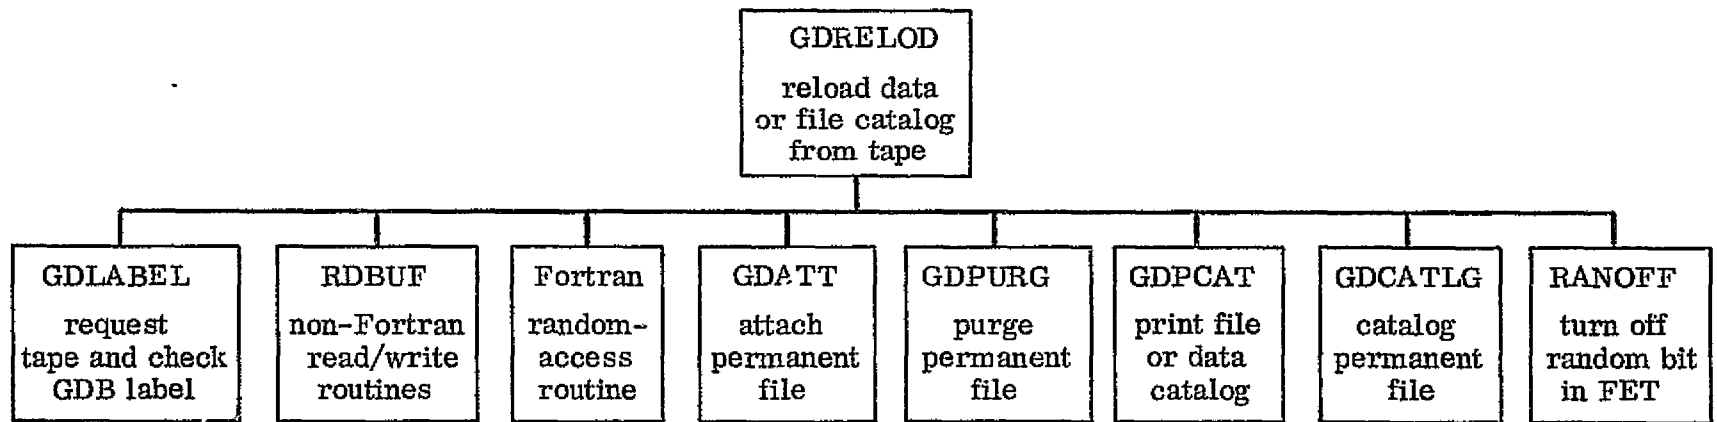 GDRELOD
reload data
or file catalog
from tape
GDLABEL
request
tape and check
GDB label
RDBUF
non-Fortran
read/write
routines
Fortran
random-
access
routine
GDATT
attach
permanent
file
GDPURG
purge
permanent
file
GDPCAT
print file
or data
catalog
GDCATLG
catalog
permanent
file
RANOFF
turn off
random bit
in FET